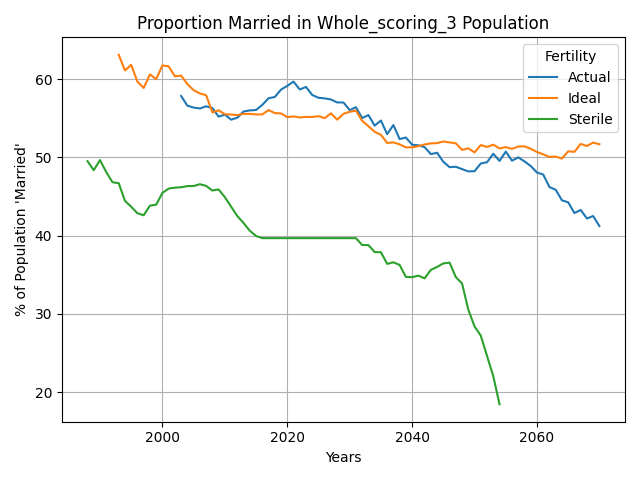 Proportion Married in Whole_scoring_3 Population
Fertility
Actual
Ideal
Sterile
% of Population 'Married'
60
50
40
30
20
2000
2020
2040
2060
Years